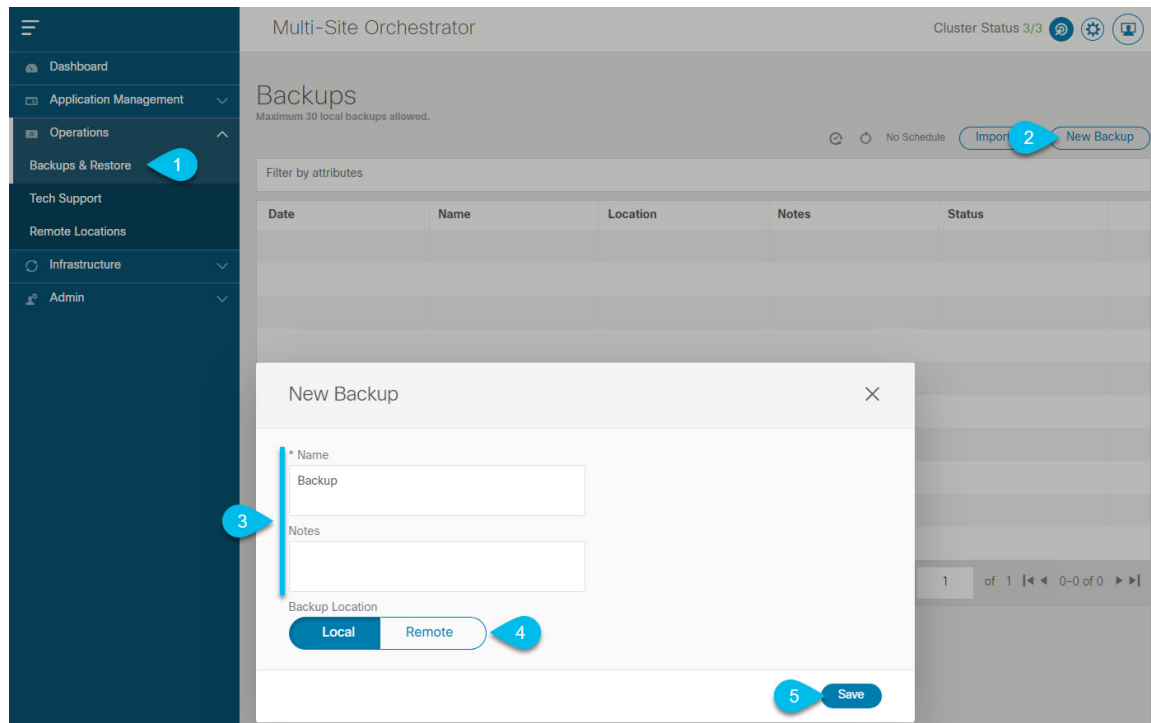 Multi-Site Orchestrator
Cluster Status 3/3
Dashboard
Application Management
Operations
Backups & Restore
1
Tech Support
Remote Locations
Infrastructure
Admin
Backups
Maximum 30 local backups allowed.
No Schedule
Import
2
New Backup
Filter by attributes
Date Name Location Notes Status
New Backup
* Name
Backup
3
Notes
Backup Location
Local Remote
4
5
Save
1 of 1 0-0 of 0